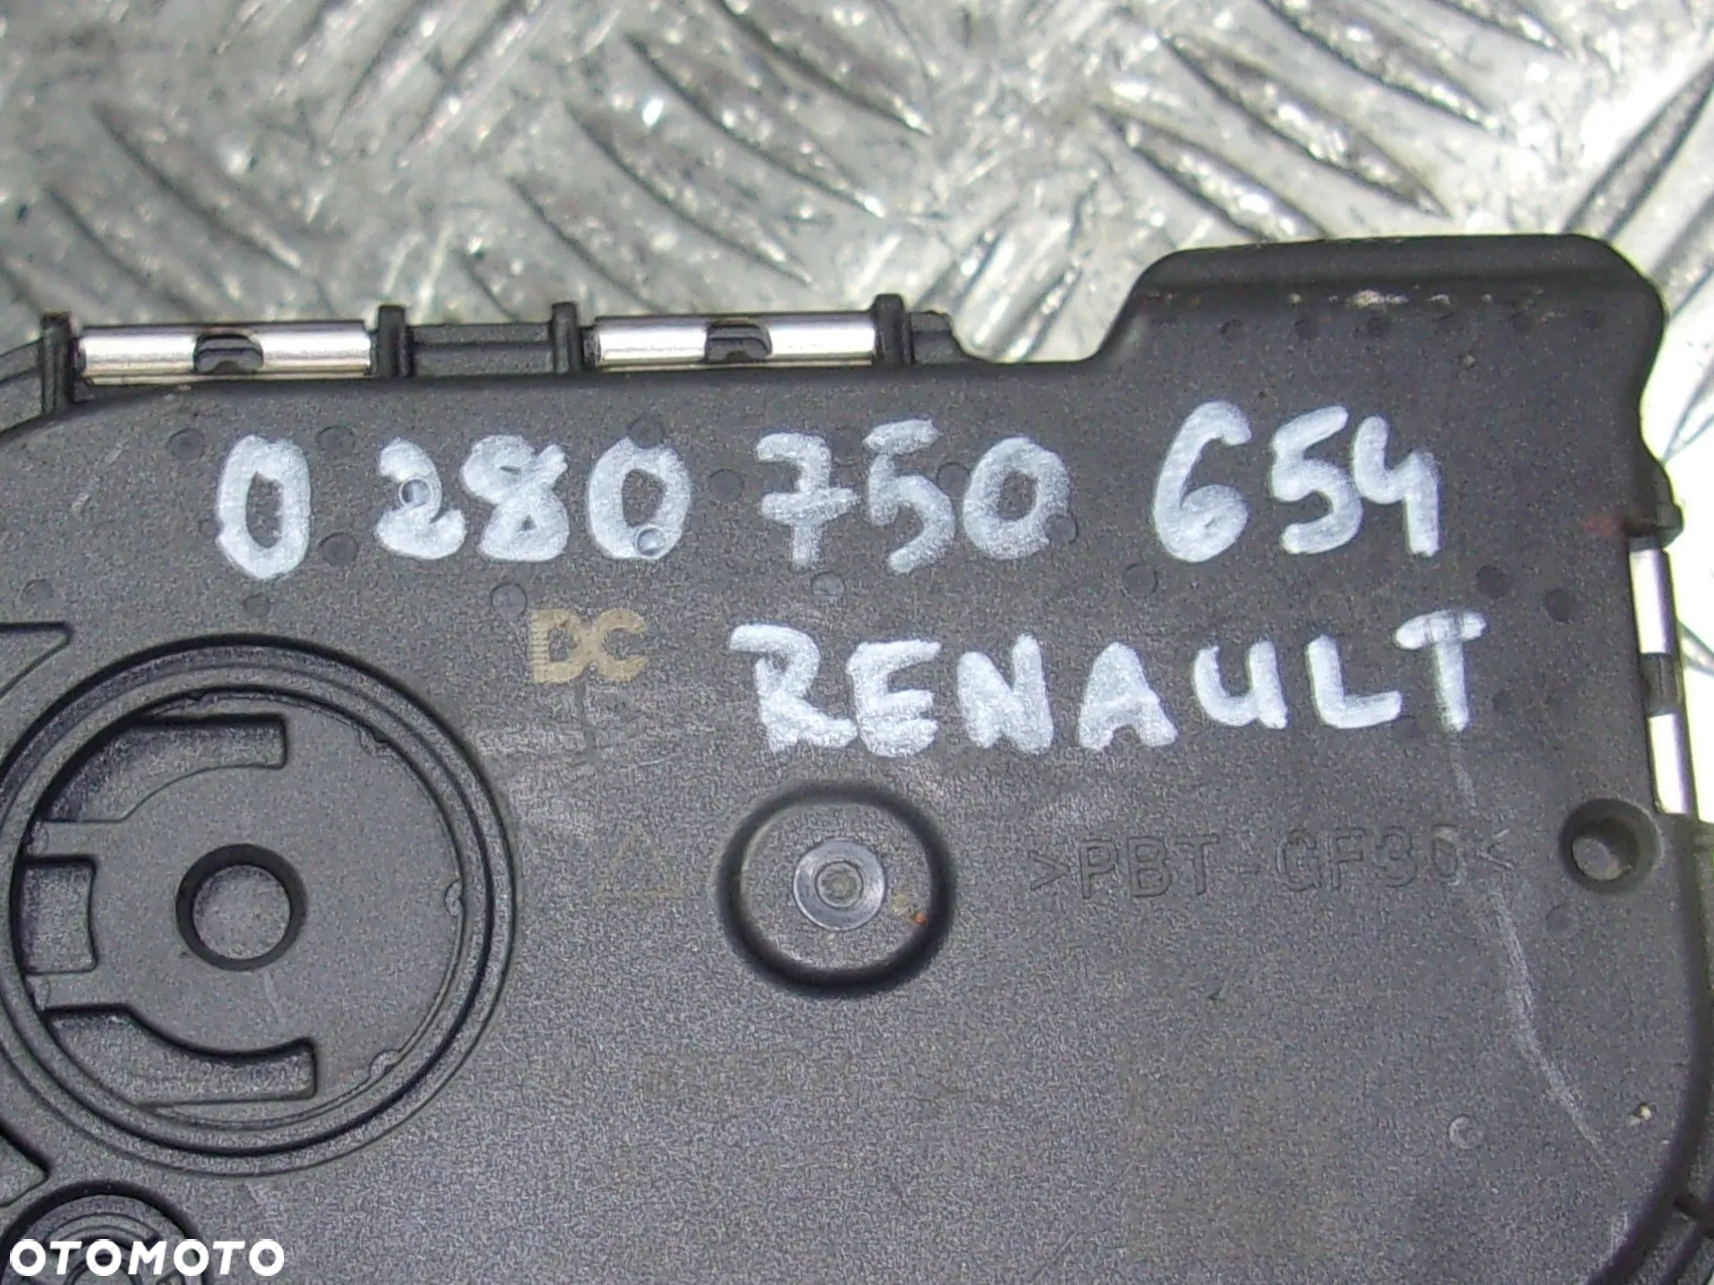 0 280 750 654
DC
RENAULT
>PBT-GF30<
OTOMOTO